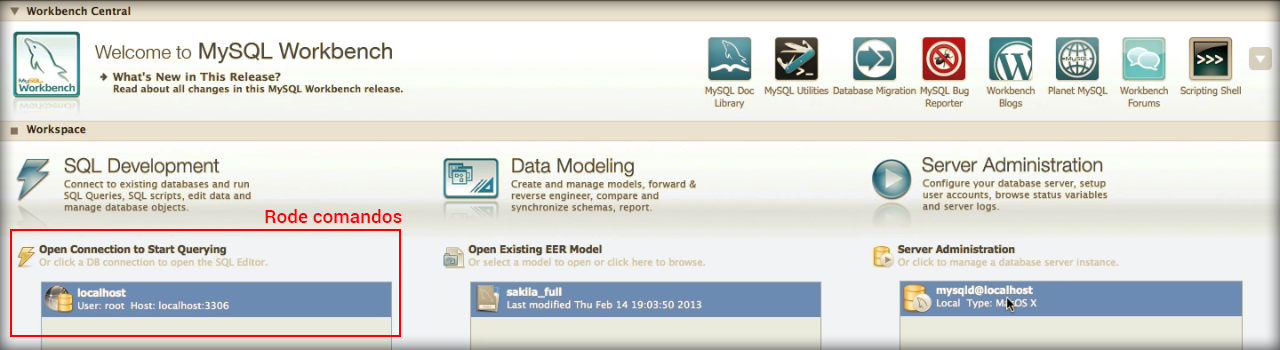 Workbench Central
MySQL
Workbench
Welcome to MySQL Workbench
What's New in This Release?
Read about all changes in this MySQL Workbench release.
MySQL Doc
Library
MySQL Utilities
Database Migration
MySQL Bug
Reporter
Workbench
Blogs
MySQL
Planet MySQL
Workbench
Forums
>>>
Scripting Shell
Workspace
SQL Development
Connect to existing databases and run
SQL Queries, SQL scripts, edit data and
manage database objects.
Data Modeling
Create and manage models, forward &
reverse engineer, compare and
synchronize schemas, report.
Server Administration
Configure your database server, setup
user accounts, browse status variables
and server logs.
Rode comandos
Open Connection to Start Querying
Or click a DB connection to open the SQL Editor.
localhost
User: root Host: localhost:3306
Open Existing EER Model
Or select a model to open or click here to browse.
sakila_full
Last modified Thu Feb 14 19:03:50 2013
Server Administration
Or click to manage a database server instance.
mysqld@localhost
Local Type: MacOS X